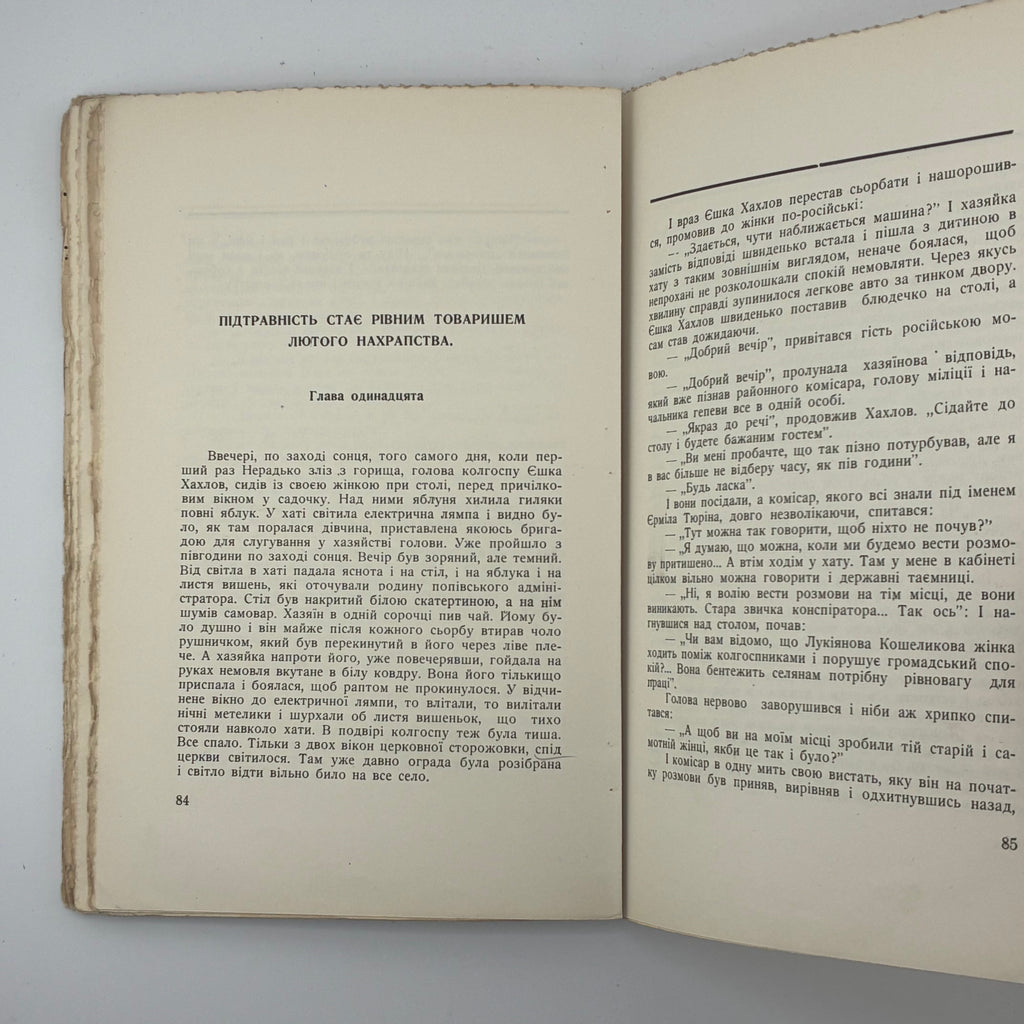 ПІДТРАВНІСТЬ СТАЄ РІВНИМ ТОВАРИШЕМ
ЛЮТОГО НАХРАПСТВА.
Глава одинадцята
Ввечері, по заході сонця, того самого дня, коли пер-
ший раз Нерадько зліз з горища, голова колгоспу Єшка
Хахлов, сидів із своєю жінкою при столі, перед причілко-
вим вікном у садочку. Над ними яблуня хилила гиляки
повні яблук. У хаті світила електрична лямпа і видно бу-
ло, як там поралася дівчина, приставлена якоюсь брига-
дою для слугування у хазяйстві голови. Уже пройшло з
півгодини по заході сонця. Вечір був зоряний, але темний.
Від світла в хаті падала яснота і на стіл, і на яблука і на
листя вишень, які оточували родину попівського адміні-
стратора. Стіл був накритий білою скатертиною, а на нім
шумів самовар. Хазяїн в одній сорочці пив чай. Йому бу-
ло душно і він майже після кожного сьорбу втирав чоло
рушничком, який був перекинутий в його через ліве пле-
че. А хазяйка напроти його, уже повечерявши, гойдала на
руках немовля вкутане в білу ковдру. Вона його тількищо
приспала і боялася, щоб раптом не прокинулося. У відчи-
нене вікно до електричної лямпи, то влітали, то вилітали
нічні метелики і шурхали об листя вишеньок, що тихо
стояли навколо хати. В подвірї колгоспу теж була тиша.
Все спало. Тільки з двох вікон церковної сторожовки, спід
церкви світилося. Там уже давно ограда була розібрана
і світло відти вільно било на все село.
84
І враз Єшка Хахлов перестав сьорбати і нашорошив-
ся, промовив до жінки по-російські:
— „Здається, чути наближається машина?" І хазяйка
замість відповіді швиденько встала і пішла з дитиною в
хату з таким зовнішнім виглядом, неначе боялася, щоб
непрохані не розколошкали спокій немовляти. Через якусь
хвилину справді зупинилося легкове авто за тинком двору.
Єшка Хахлов швиденько поставив блюдечко на столі, а
сам став дожидаючи.
— „Добрий вечір", привітався гість російською мо-
вою.
— „Добрий вечір", пролунала хазяїнова відповідь,
який вже пізнав районного комісара, голову міліції і на-
чальника гепеви все в одній особі.
— „Якраз до речі", продовжив Хахлов. „Сідайте до
столу і будете бажаним гостем".
— „Ви мені пробачте, що так пізно потурбував, але я
в вас більше не відберу часу, як пів години".
— „Будь ласка".
І вони посідали, а комісар, якого всі знали під іменем
Єрміла Тюріна, довго незволікаючи, спитався:
— „Тут можна так говорити, щоб ніхто не почув?"
— „Я думаю, що можна, коли ми будемо вести розмо-
ву притишено... А втім ходім у хату. Там у мене в кабінеті
цілком вільно можна говорити і державні таємниці.
— „Ні, я волію вести розмови на тім місці, де вони
виникають. Стара звичка конспіратора... Так ось": І на-
гнувшися над столом, почав:
— „Чи вам відомо, що Лукіянова Кошеликова жінка
ходить поміж колгоспниками і порушує громадський спо-
кій?... Вона бентежить селянам потрібну рівновагу для
праці".
Голова нервово заворушився і ніби аж хрипко спи-
тався:
— „А щоб ви на моїм місці зробили тій старій і са-
мотній жінці, якби це так і було?"
І комісар в одну мить свою вистать, яку він на почат-
ку розмови був приняв, вирівняв і одхитнувшись назад,
85